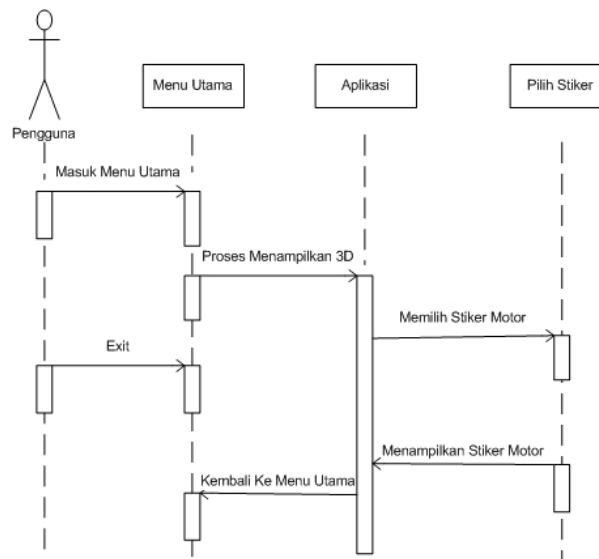 Menu Utama
Aplikasi
Pilih Stiker
Pengguna
Masuk Menu Utama
Proses Menampilkan 3D
Memilih Stiker Motor
Exit
Menampilkan Stiker Motor
Kembali Ke Menu Utama